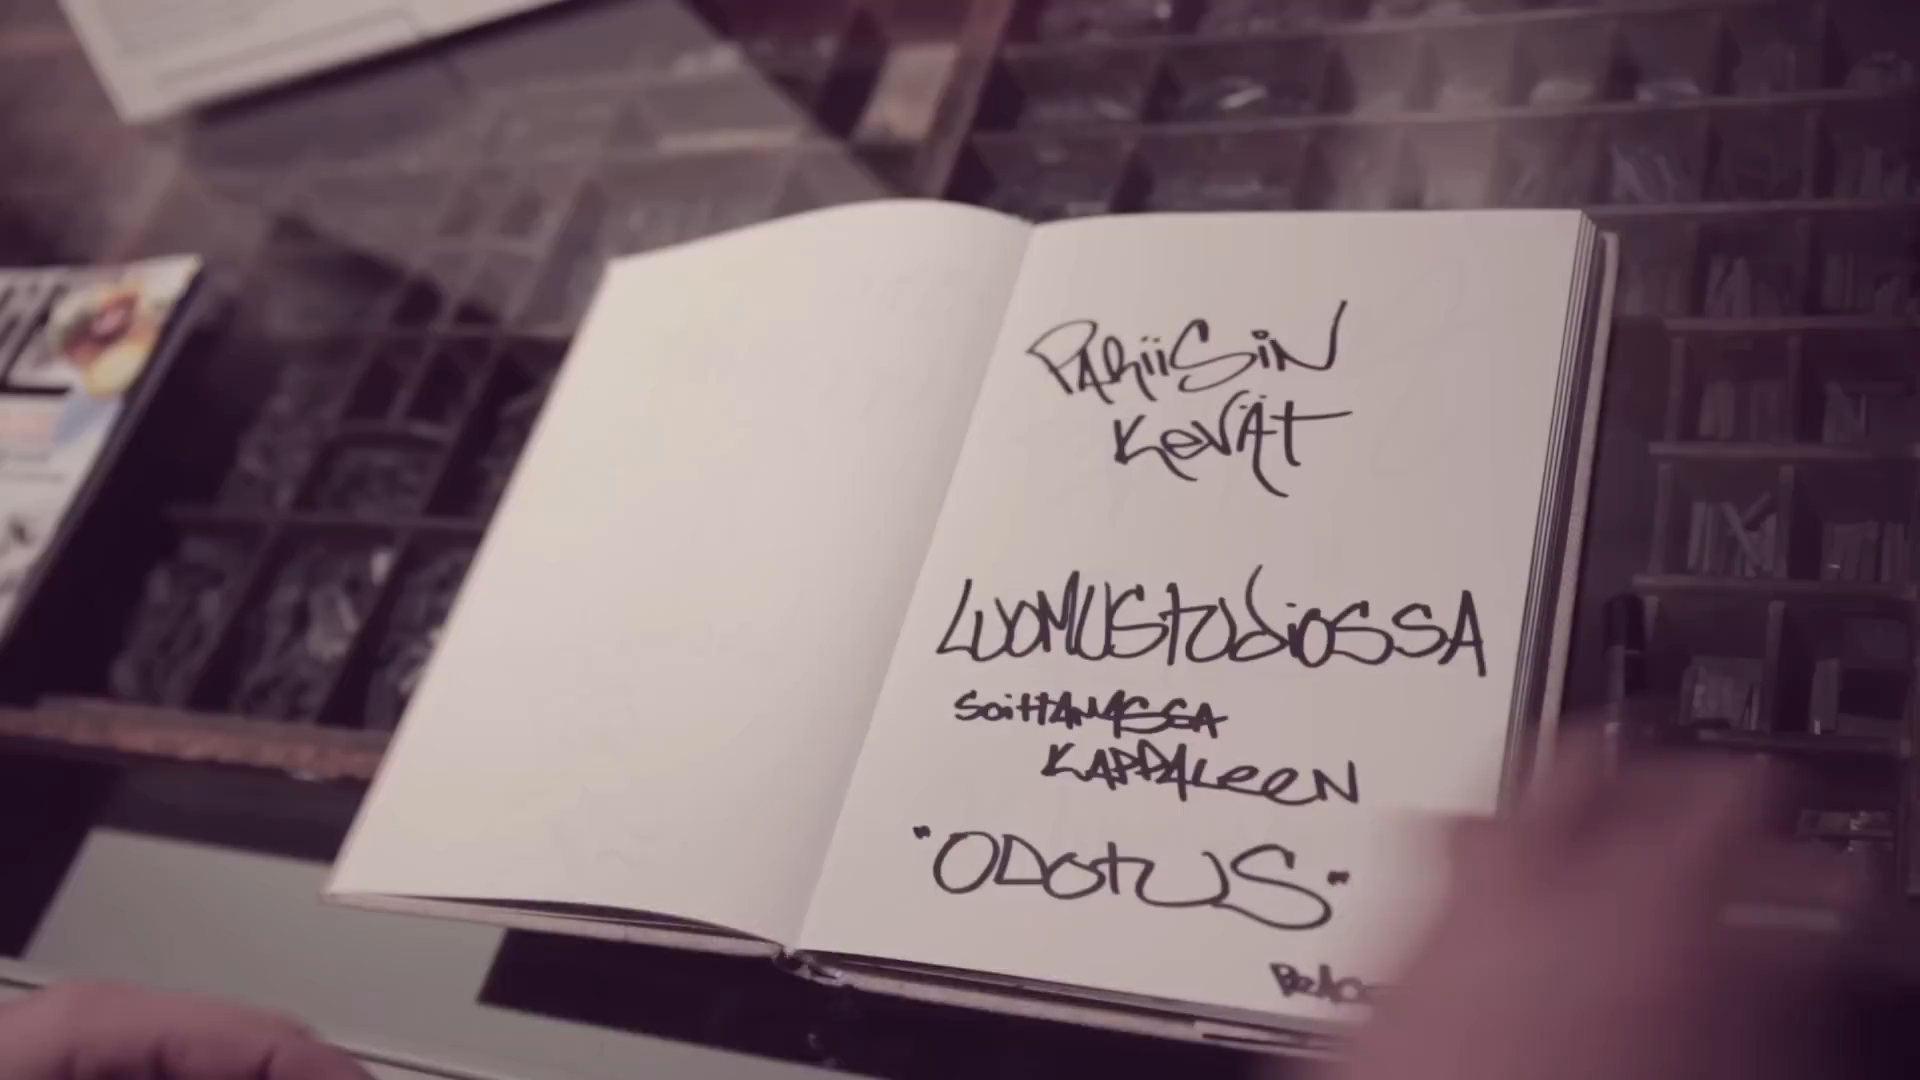 PARiiSiN
KeVÄt
LUOMUStUdiOSSA
SOittAMASSA
KAPPALeeN
"ODOtUS"